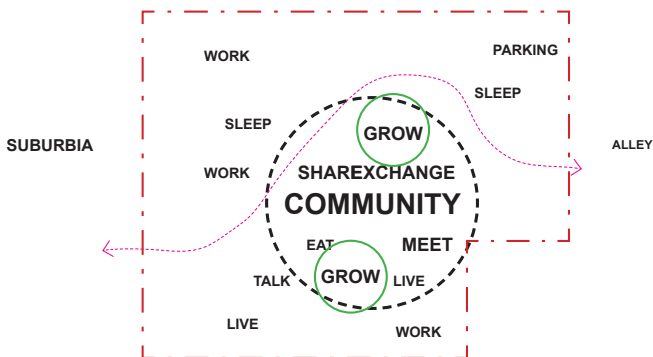 PARKING
WORK
SLEEP
SLEEP
GROW
SUBURBIA
ALLEY
WORK
SHAREXCHANGE
COMMUNITY
EAT
MEET
TALK
GROW
LIVE
LIVE
WORK